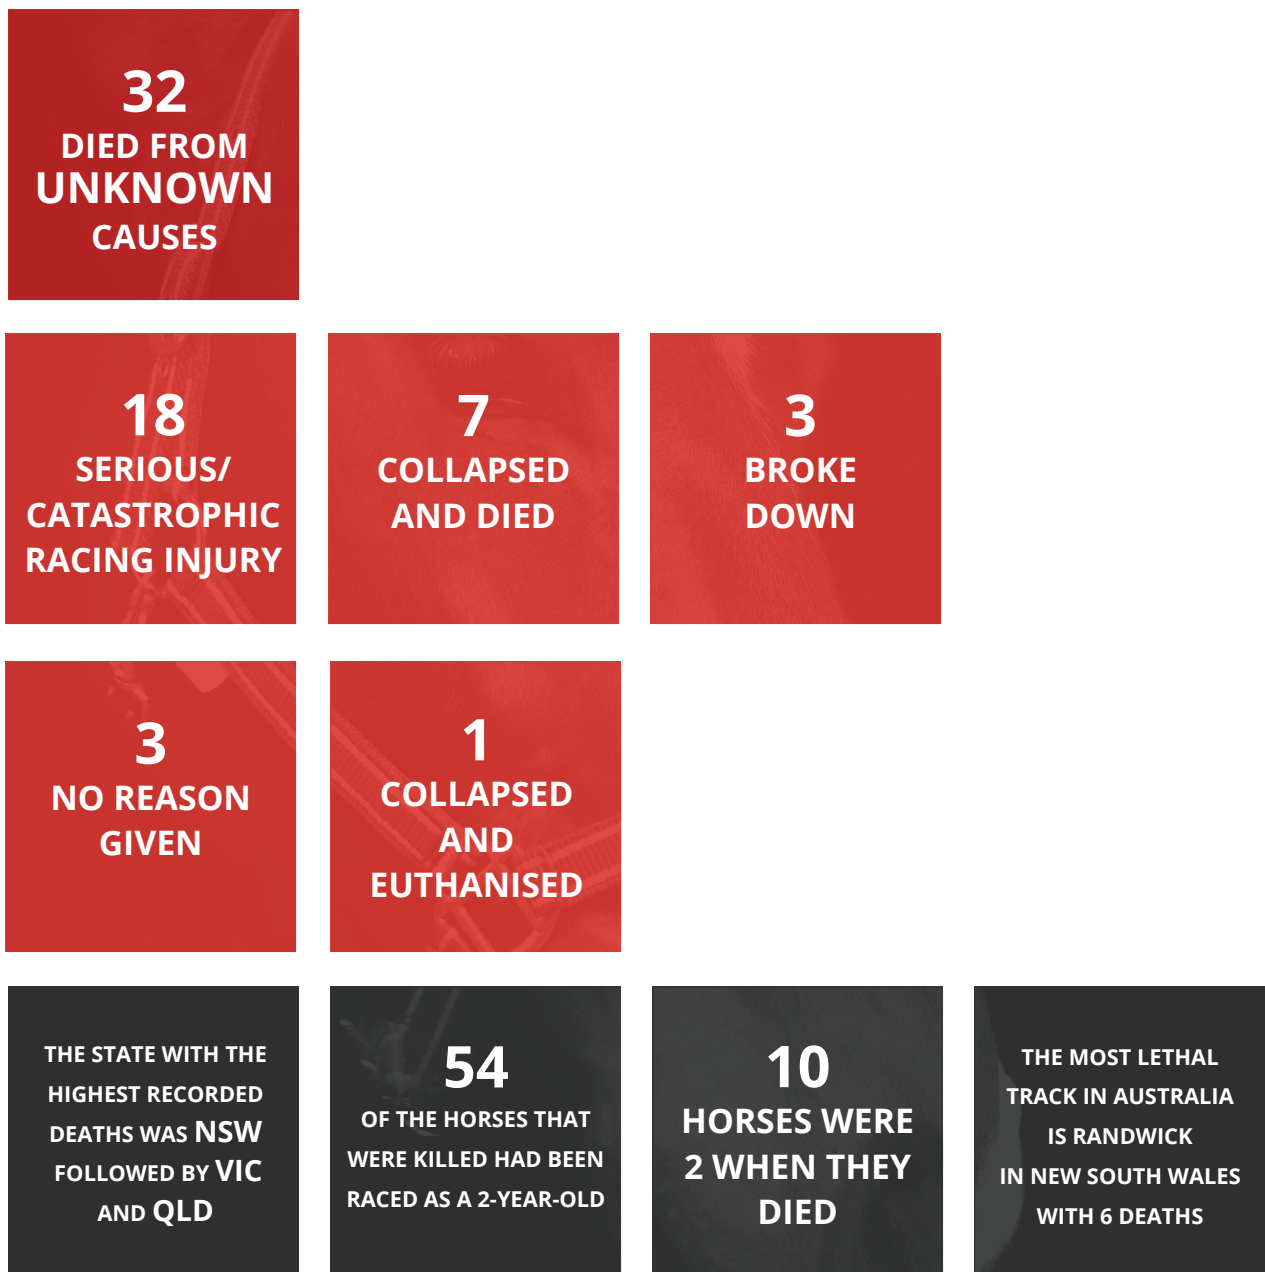 32
DIED FROM
UNKNOWN
CAUSES
18
SERIOUS/
CATASTROPHIC
RACING INJURY
7
COLLAPSED
AND DIED
3
BROKE
DOWN
3
NO REASON
GIVEN
1
COLLAPSED
AND
EUTHANISED
THE STATE WITH THE
HIGHEST RECORDED
DEATHS WAS NSW
FOLLOWED BY VIC
AND QLD
54
OF THE HORSES THAT
WERE KILLED HAD BEEN
RACED AS A 2-YEAR-OLD
10
HORSES WERE
2 WHEN THEY
DIED
THE MOST LETHAL
TRACK IN AUSTRALIA
IS RANDWICK
IN NEW SOUTH WALES
WITH 6 DEATHS